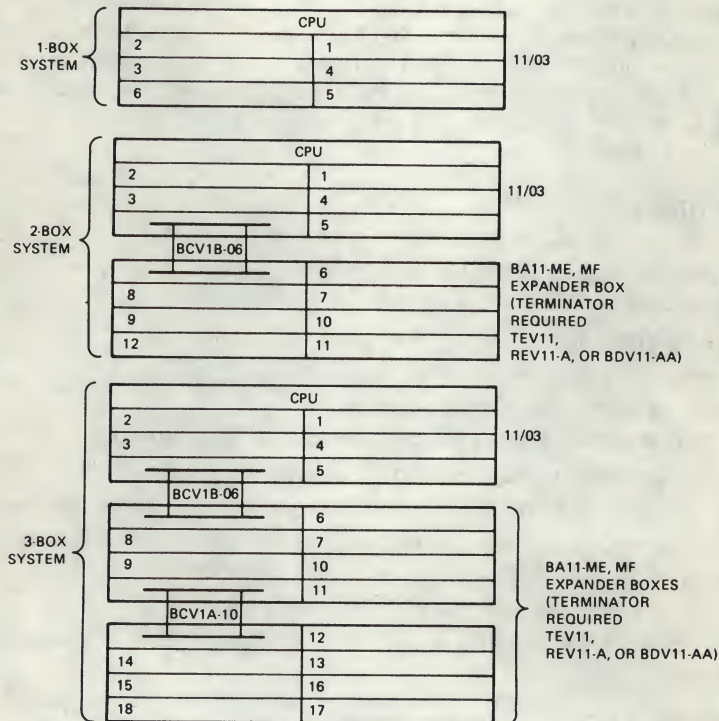 1-BOX
SYSTEM
CPU
2 1
3 4
6 5
11/03
2-BOX
SYSTEM
CPU
2 1
3 4
5
11/03
BCV1B-06
6
8 7
9 10
12 11
BA11-ME, MF
EXPANDER BOX
(TERMINATOR
REQUIRED
TEV11,
REV11-A, OR BDV11-AA)
3-BOX
SYSTEM
CPU
2 1
3 4
5
11/03
BCV1B-06
6
8 7
9 10
11
BCV1A-10
12
14 13
15 16
18 17
BA11-ME, MF
EXPANDER BOXES
(TERMINATOR
REQUIRED
TEV11,
REV11-A, OR BDV11-AA)